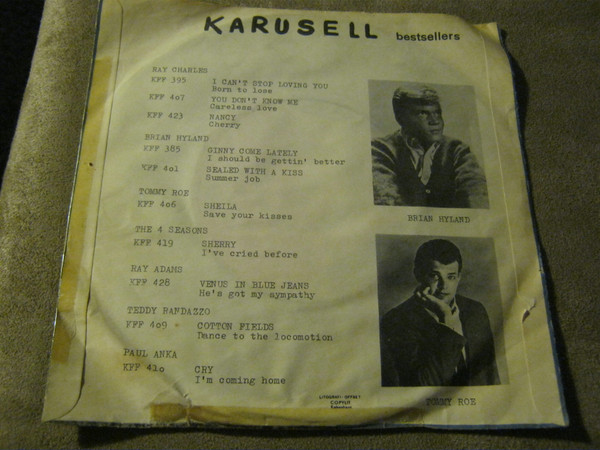 KARUSELL bestsellers
RAY CHARLES
KFF 395 I CAN'T STOP LOVING YOU
Born to lose
KFF 4o7 YOU DON'T KNOW ME
Careless love
KFF 423 NANCY
Cherry
BRIAN HYLAND
KFF 385 GINNY COME LATELY
I should be gettin' better
KFF 4o1 SEALED WITH A KISS
Summer job
TOMMY ROE
KFF 4o6 SHEILA
Save your kisses
THE 4 SEASONS
KFF 419 SHERRY
I've cried before
RAY ADAMS
KFF 428 VENUS IN BLUE JEANS
He's got my sympathy
TEDDY RANDAZZO
KFF 4o9 COTTON FIELDS
Dance to the locomotion
PAUL ANKA
KFF 41o CRY
I'm coming home
BRIAN HYLAND
TOMMY ROE